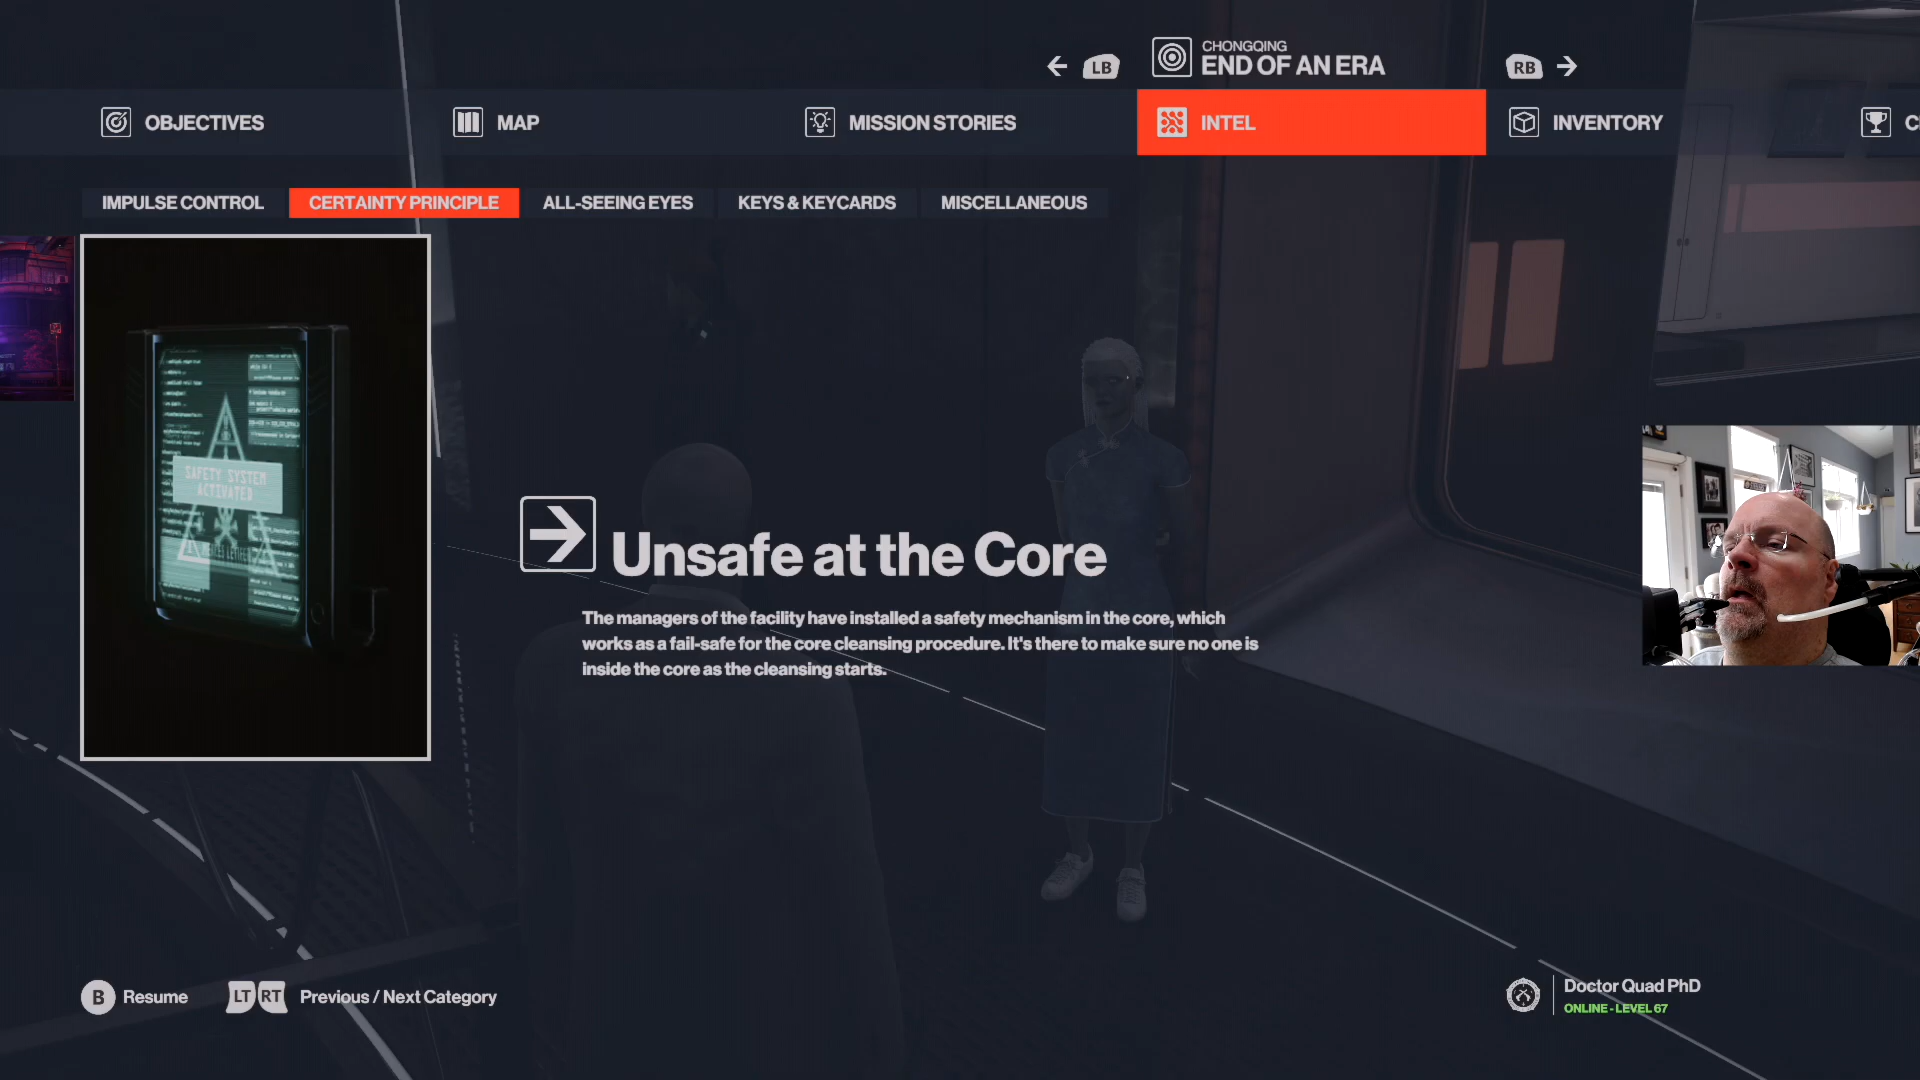 LB
CHONGQING
END OF AN ERA
RB
OBJECTIVES
MAP
MISSION STORIES
INTEL
INVENTORY
IMPULSE CONTROL
CERTAINTY PRINCIPLE
ALL-SEEING EYES
KEYS & KEYCARDS
MISCELLANEOUS
SAFETY SYSTEM
ACTIVATED
Unsafe at the Core
The managers of the facility have installed a safety mechanism in the core, which
works as a fail-safe for the core cleansing procedure. It's there to make sure no one is
inside the core as the cleansing starts.
B Resume
LT RT Previous / Next Category
Doctor Quad PhD
ONLINE - LEVEL 67